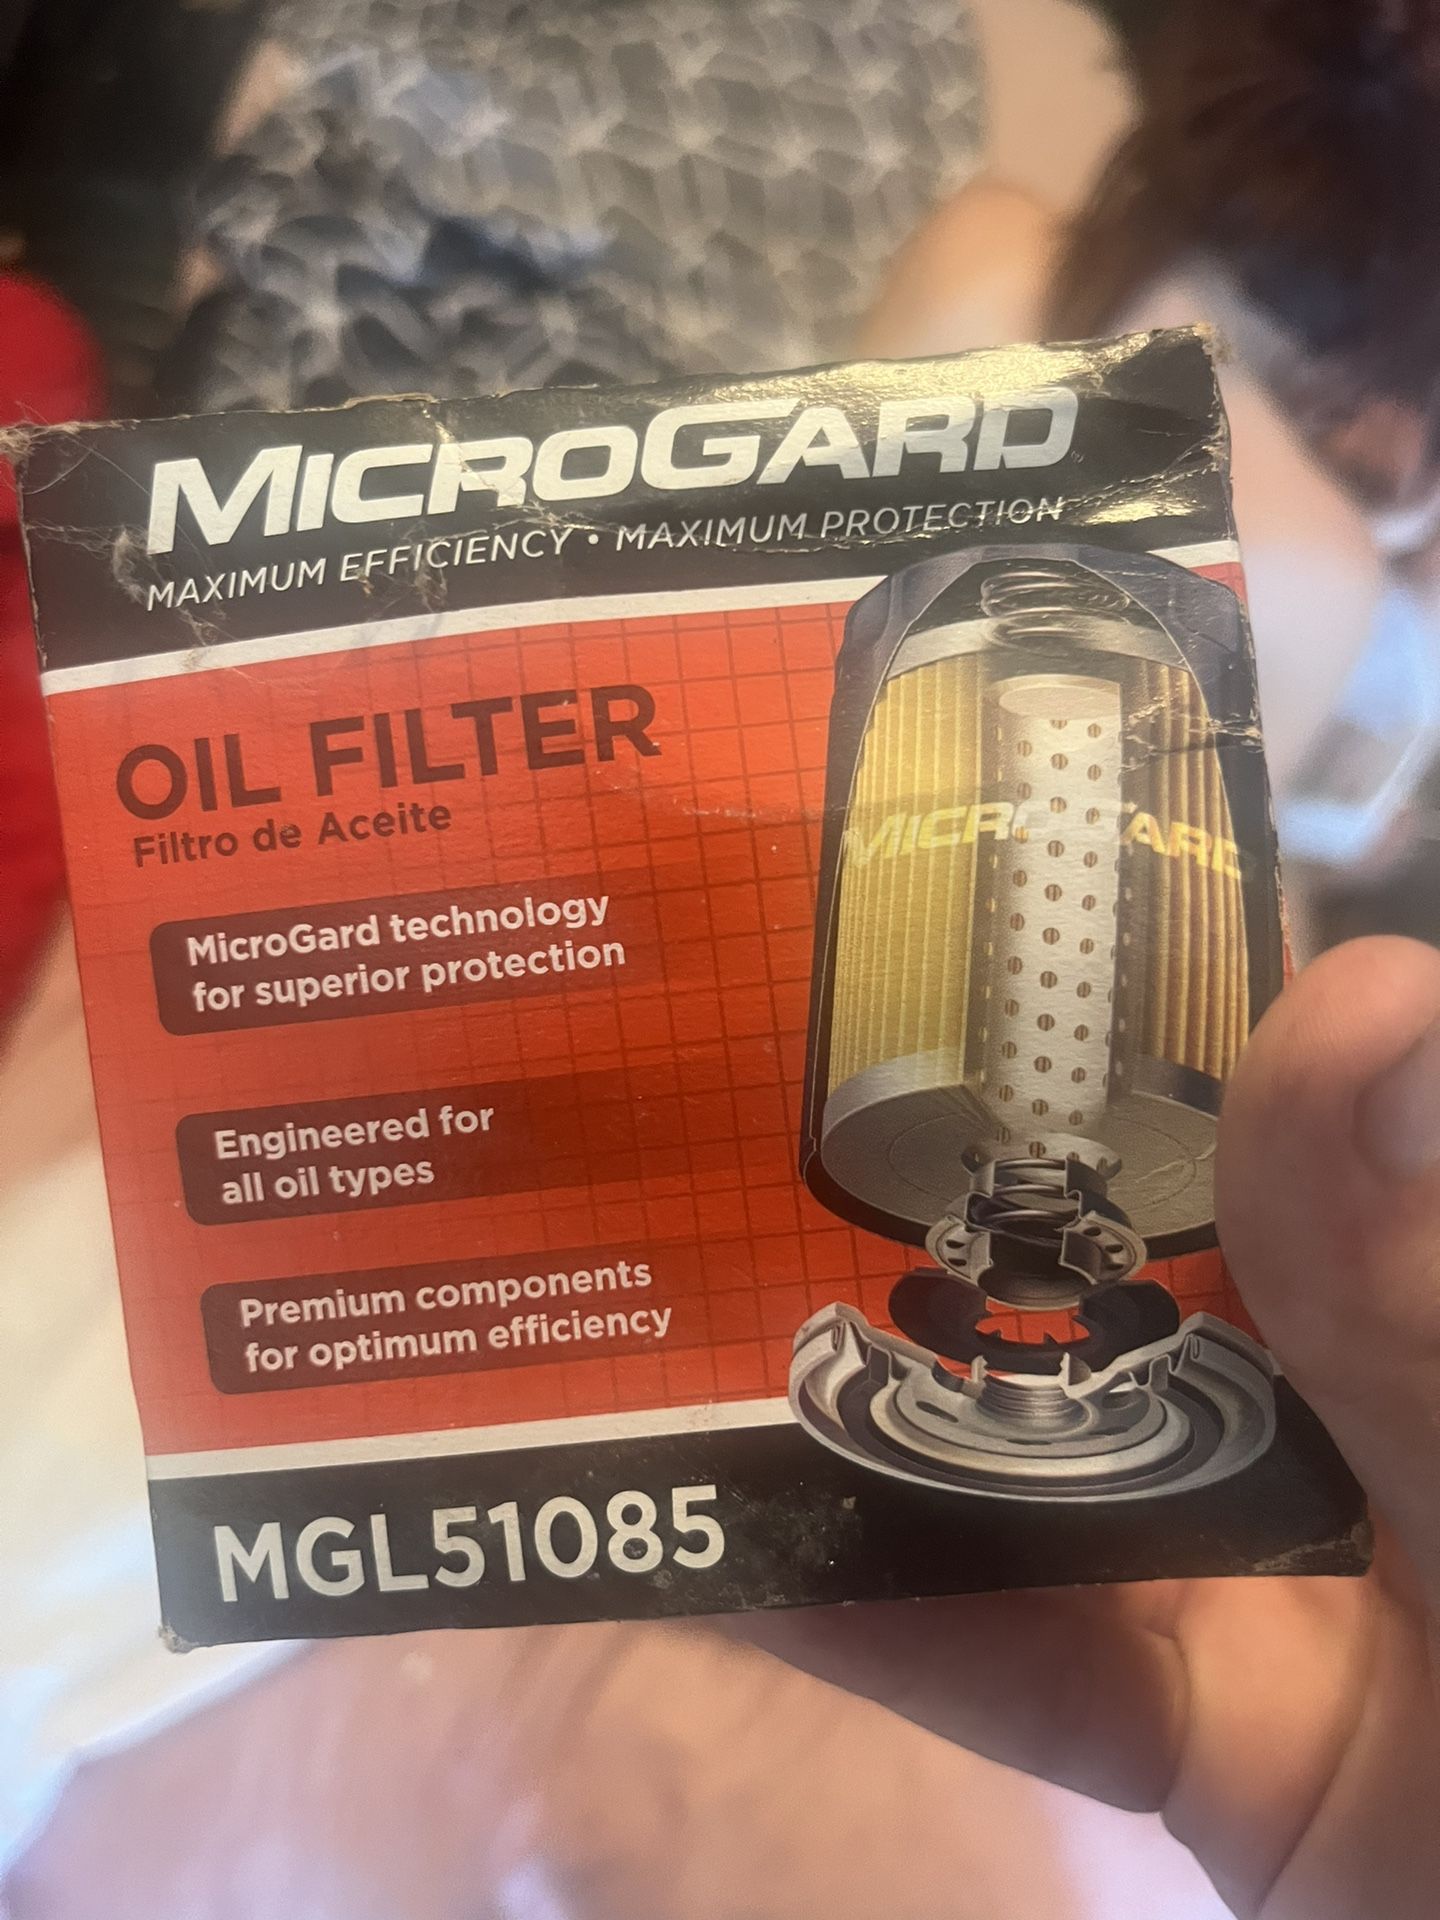 MICROGARD
MAXIMUM EFFICIENCY • MAXIMUM PROTECTION
OIL FILTER
Filtro de Aceite
MICROGARD
MicroGard technology
for superior protection
Engineered for
all oil types
Premium components
for optimum efficiency
MGL51085